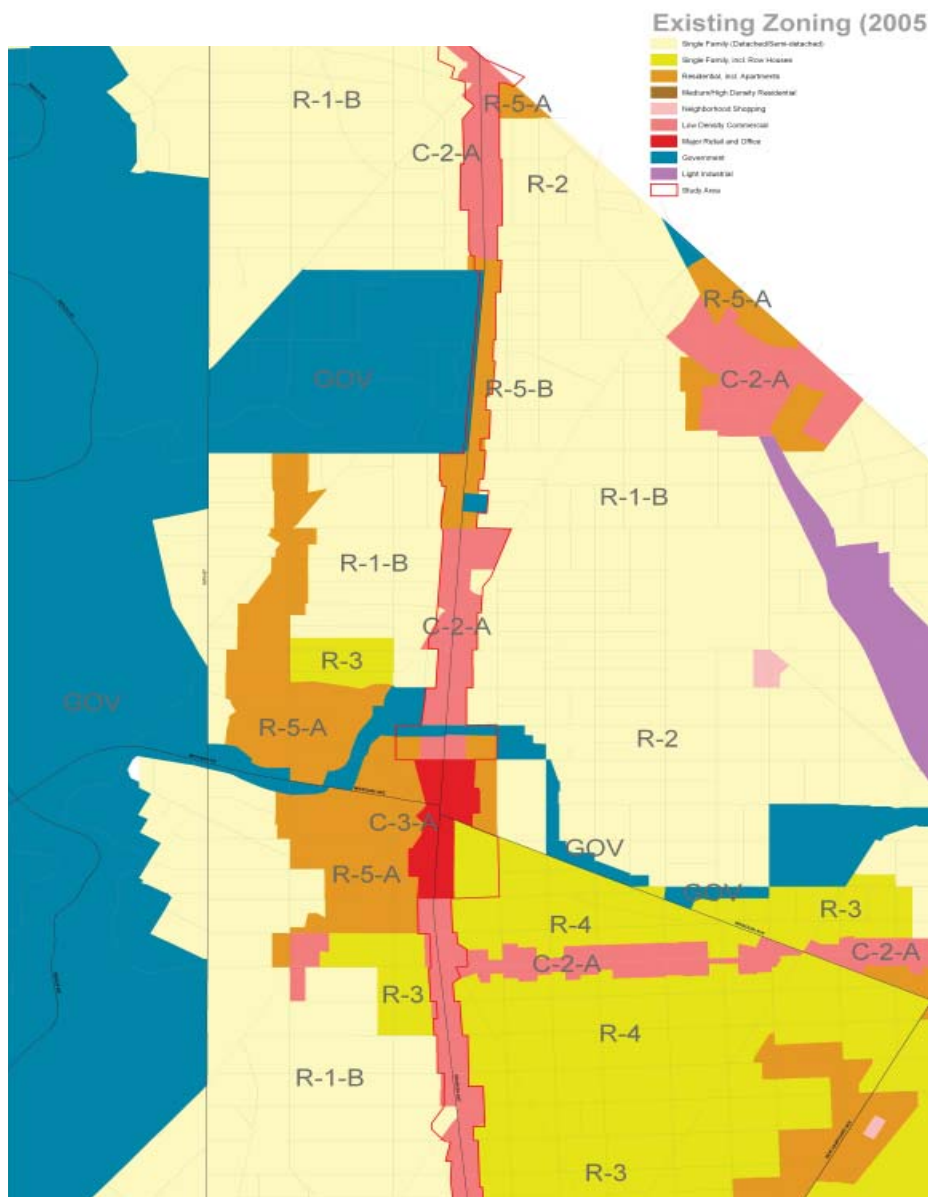 Existing Zoning (2005
Single Family (Detached/Semi-detached)
Single Family, incl. Row Houses
Residential, incl. Apartments
Medium/High Density Residential
Neighborhood Shopping
Low Density Commercial
Major Retail and Office
Government
Light Industrial
Study Area
R-1-B
R-5-A
C-2-A
R-2
R-5-A
GOV
C-2-A
R-5-B
R-1-B
R-1-B
C-2-A
R-3
GOV
R-5-A
R-2
C-3-A
GOV
R-5-A
GOV
R-3
R-4
C-2-A
C-2-A
R-3
R-4
R-1-B
R-3